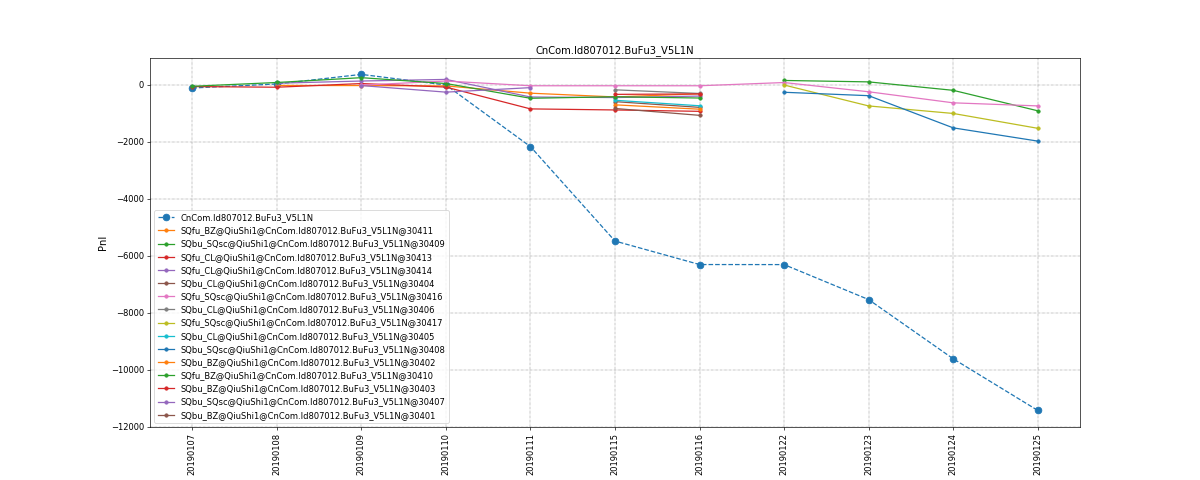 CnCom.Id807012.BuFu3_V5L1N
0
−2000
−4000
−6000
−8000
−10000
−12000
Pnl
CnCom.Id807012.BuFu3_V5L1N
SQfu_BZ@QiuShi1@CnCom.Id807012.BuFu3_V5L1N@30411
SQbu_SQsc@QiuShi1@CnCom.Id807012.BuFu3_V5L1N@30409
SQfu_CL@QiuShi1@CnCom.Id807012.BuFu3_V5L1N@30413
SQfu_CL@QiuShi1@CnCom.Id807012.BuFu3_V5L1N@30414
SQbu_CL@QiuShi1@CnCom.Id807012.BuFu3_V5L1N@30404
SQfu_SQsc@QiuShi1@CnCom.Id807012.BuFu3_V5L1N@30416
SQbu_CL@QiuShi1@CnCom.Id807012.BuFu3_V5L1N@30406
SQfu_SQsc@QiuShi1@CnCom.Id807012.BuFu3_V5L1N@30417
SQbu_CL@QiuShi1@CnCom.Id807012.BuFu3_V5L1N@30405
SQbu_SQsc@QiuShi1@CnCom.Id807012.BuFu3_V5L1N@30408
SQbu_BZ@QiuShi1@CnCom.Id807012.BuFu3_V5L1N@30402
SQfu_BZ@QiuShi1@CnCom.Id807012.BuFu3_V5L1N@30410
SQbu_BZ@QiuShi1@CnCom.Id807012.BuFu3_V5L1N@30403
SQbu_SQsc@QiuShi1@CnCom.Id807012.BuFu3_V5L1N@30407
SQbu_BZ@QiuShi1@CnCom.Id807012.BuFu3_V5L1N@30401
20190107
20190108
20190109
20190110
20190111
20190115
20190116
20190122
20190123
20190124
20190125